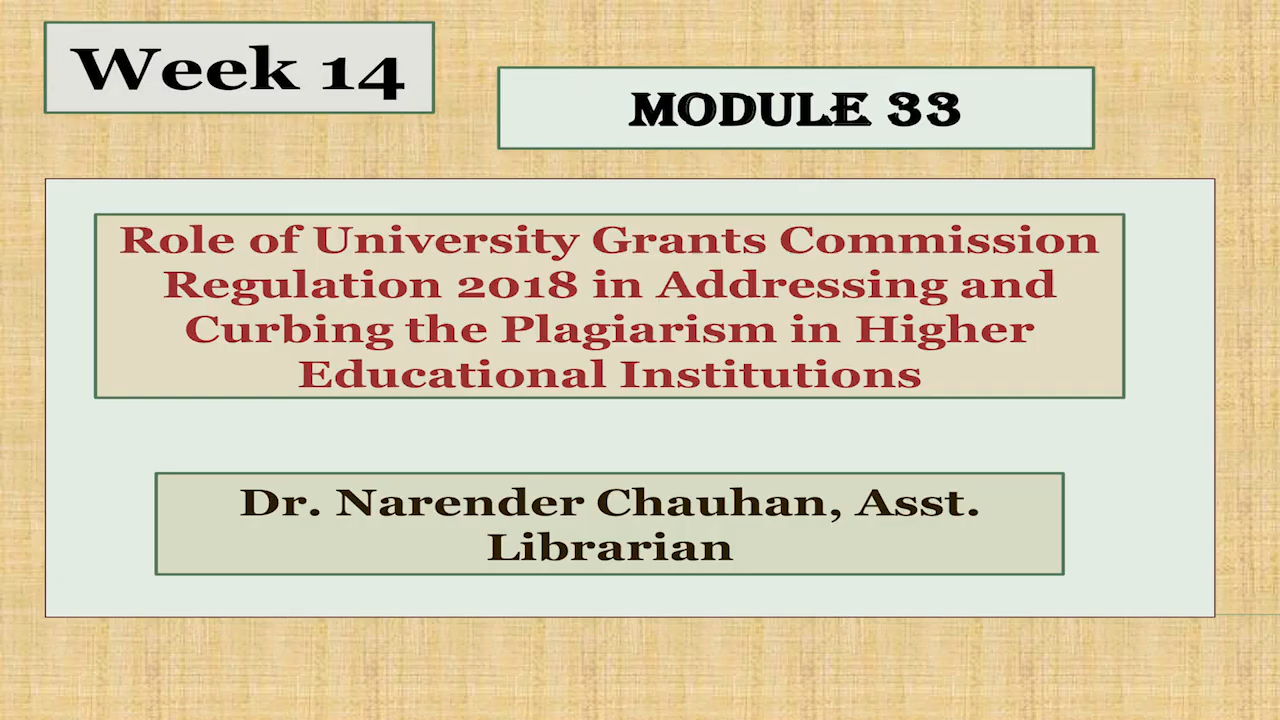 Week 14
MODULE 33
Role of University Grants Commission
Regulation 2018 in Addressing and
Curbing the Plagiarism in Higher
Educational Institutions
Dr. Narender Chauhan, Asst.
Librarian